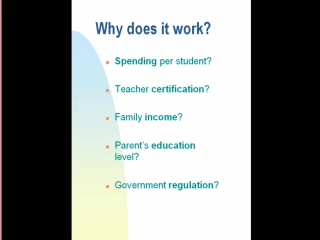 Why does it work?
Spending per student?
Teacher certification?
Family income?
Parent's education
level?
Government regulation?